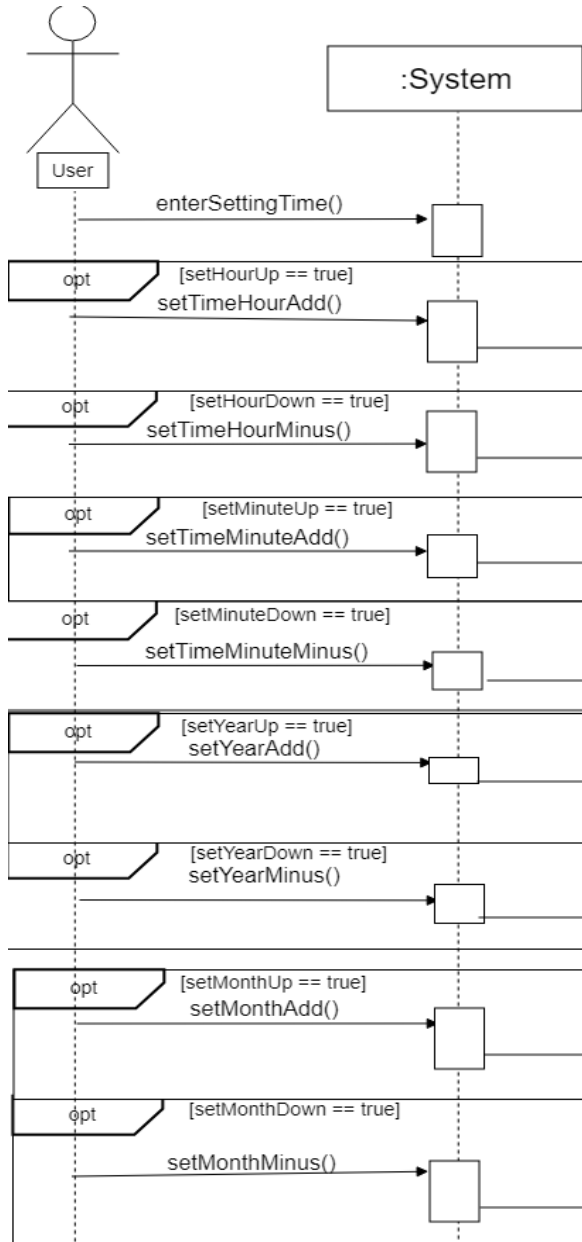 :System
User
enterSettingTime()
opt
[setHourUp == true]
setTimeHourAdd()
opt
[setHourDown == true]
setTimeHourMinus()
opt
[setMinuteUp == true]
setTimeMinuteAdd()
opt
[setMinuteDown == true]
setTimeMinuteMinus()
opt
[setYearUp == true]
setYearAdd()
opt
[setYearDown == true]
setYearMinus()
opt
[setMonthUp == true]
setMonthAdd()
opt
[setMonthDown == true]
setMonthMinus()